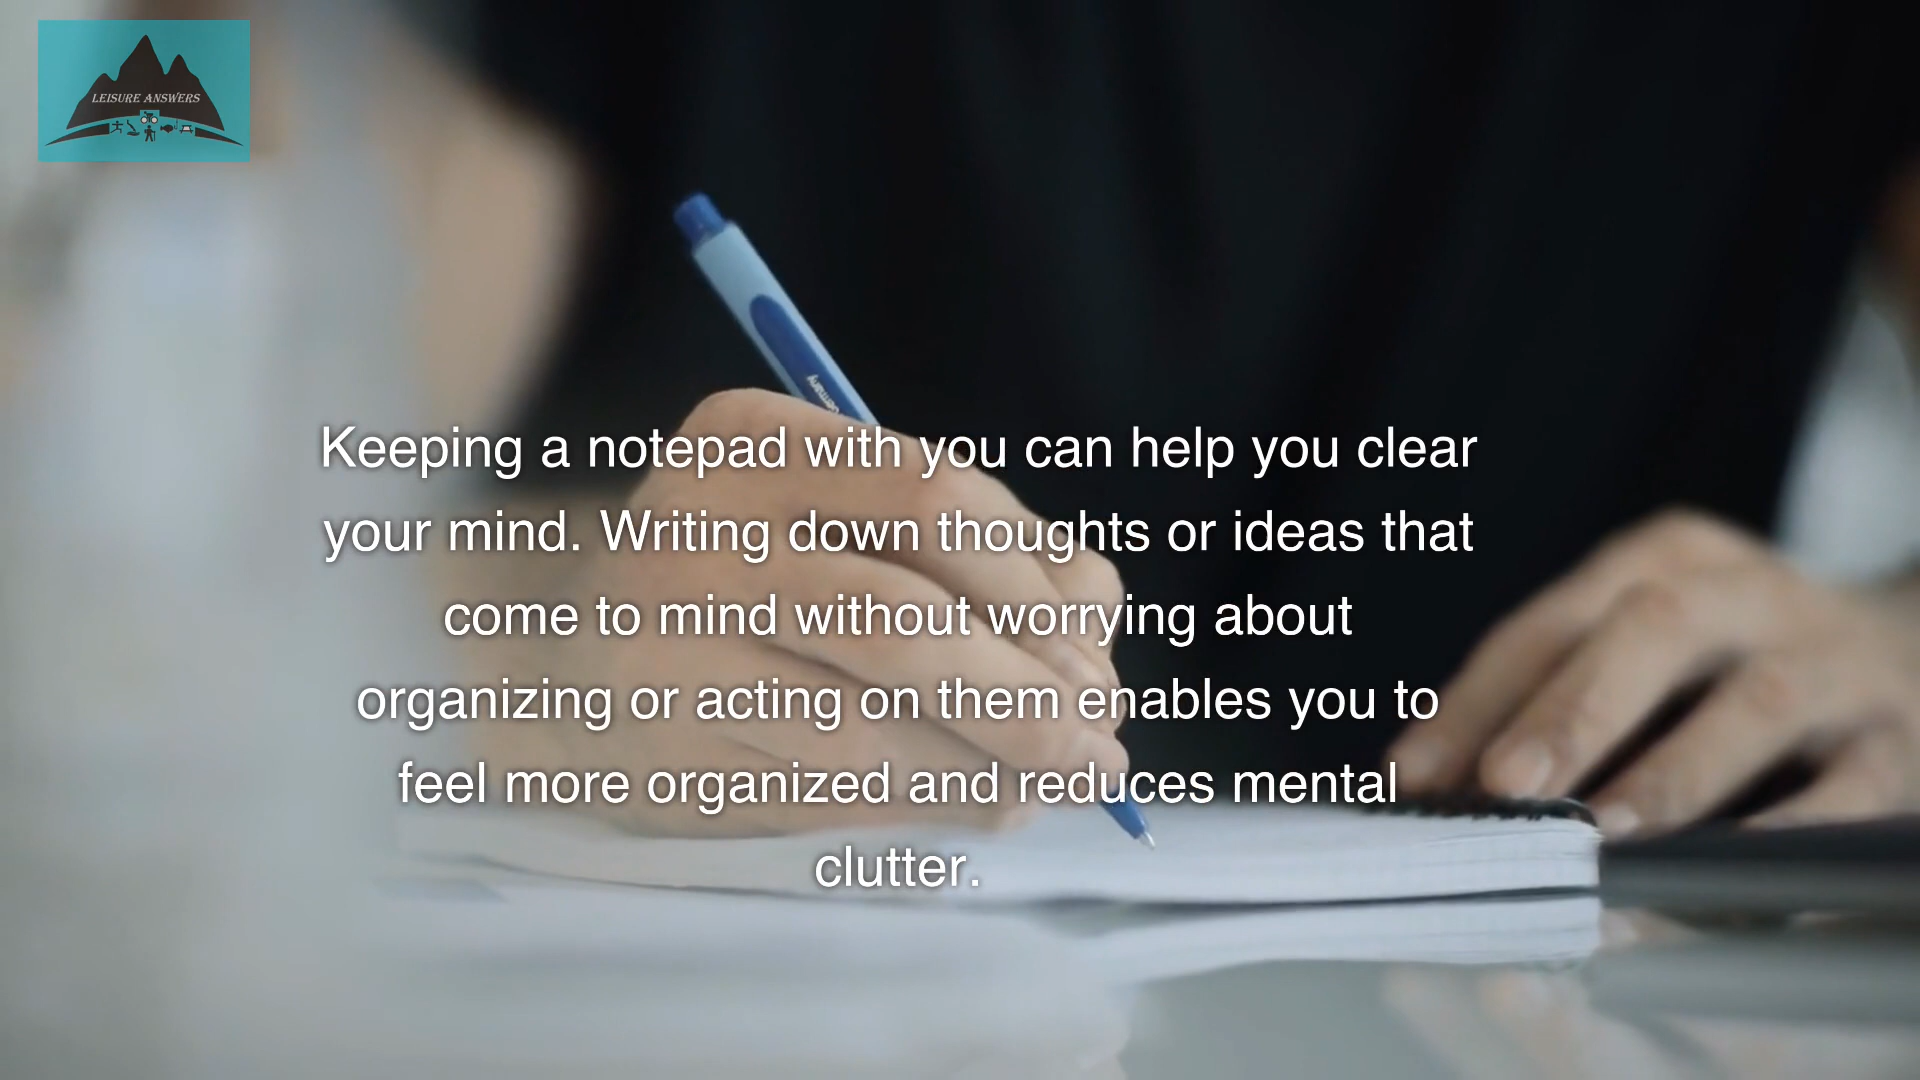 LEISURE ANSWERS
Keeping a notepad with you can help you clear
your mind. Writing down thoughts or ideas that
come to mind without worrying about
organizing or acting on them enables you to
feel more organized and reduces mental
clutter.